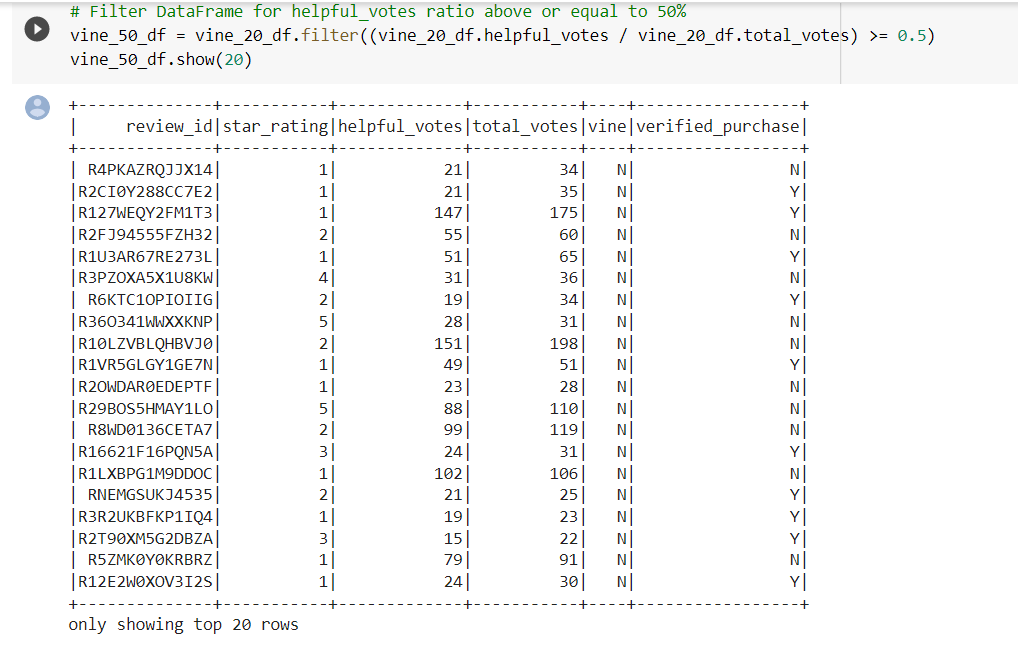 # Filter DataFrame for helpful_votes ratio above or equal to 50%
vine_50_df = vine_20_df.filter((vine_20_df.helpful_votes / vine_20_df.total_votes) >= 0.5)
vine_50_df.show(20)
+--------------+-----------+-------------+-----------+----+-----------------+
|     review_id|star_rating|helpful_votes|total_votes|vine|verified_purchase|
+--------------+-----------+-------------+-----------+----+-----------------+
| R4PKAZRQJJX14|          1|           21|         34|   N|                N|
|R2CI0Y288CC7E2|          1|           21|         35|   N|                Y|
|R127WEQY2FM1T3|          1|          147|        175|   N|                Y|
|R2FJ94555FZH32|          2|           55|         60|   N|                N|
|R1U3AR67RE273L|          1|           51|         65|   N|                Y|
|R3PZOXA5X1U8KW|          4|           31|         36|   N|                N|
| R6KTC1OPIOIIG|          2|           19|         34|   N|                Y|
|R36O341WWXXKNP|          5|           28|         31|   N|                N|
|R10LZVBLQHBVJ0|          2|          151|        198|   N|                N|
|R1VR5GLGY1GE7N|          1|           49|         51|   N|                Y|
|R2OWDAR0EDEPTF|          1|           23|         28|   N|                N|
|R29BOS5HMAY1LO|          5|           88|        110|   N|                N|
| R8WD0136CETA7|          2|           99|        119|   N|                N|
|R16621F16PQN5A|          3|           24|         31|   N|                Y|
|R1LXBPG1M9DDOC|          1|          102|        106|   N|                N|
| RNEMGSUKJ4535|          2|           21|         25|   N|                Y|
|R3R2UKBFKP1IQ4|          1|           19|         23|   N|                Y|
|R2T90XM5G2DBZA|          3|           15|         22|   N|                Y|
| R5ZMK0Y0KRBRZ|          1|           79|         91|   N|                N|
|R12E2W0XOV3I2S|          1|           24|         30|   N|                Y|
+--------------+-----------+-------------+-----------+----+-----------------+
only showing top 20 rows